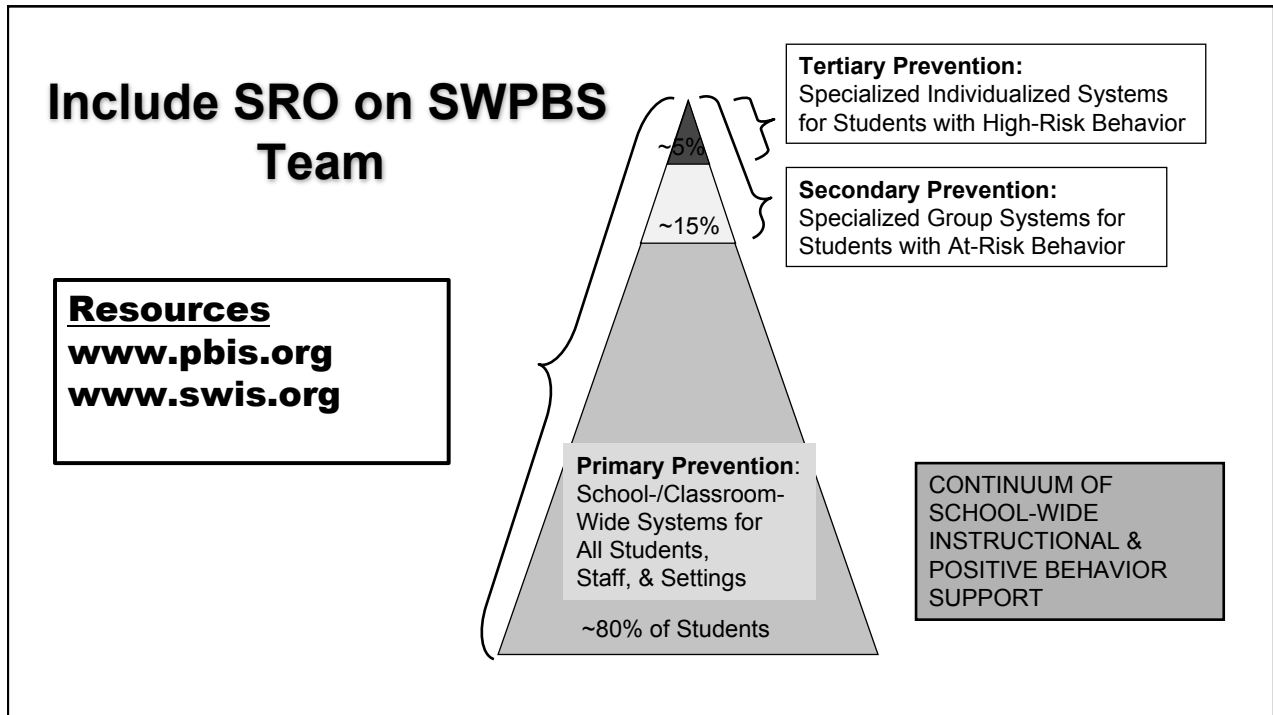 Include SRO on SWPBS
Team
Resources
www.pbis.org
www.swis.org
Tertiary Prevention:
Specialized Individualized Systems
for Students with High-Risk Behavior
~5%
Secondary Prevention:
Specialized Group Systems for
Students with At-Risk Behavior
~15%
Primary Prevention:
School-/Classroom-
Wide Systems for
All Students,
Staff, & Settings
~80% of Students
CONTINUUM OF
SCHOOL-WIDE
INSTRUCTIONAL &
POSITIVE BEHAVIOR
SUPPORT